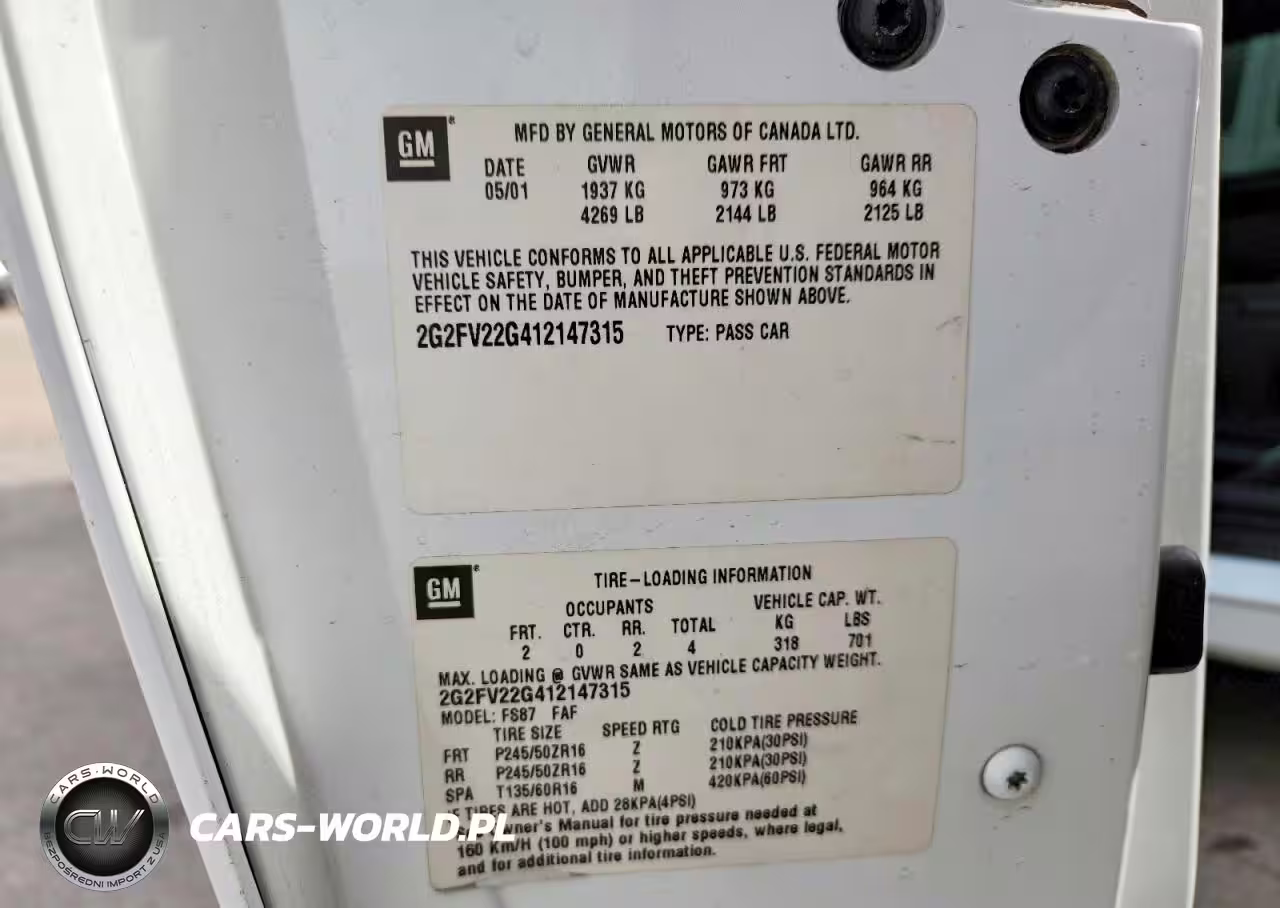 GM
MFD BY GENERAL MOTORS OF CANADA LTD.
DATE GVWR GAWR FRT GAWR RR
05/01 1937 KG 973 KG 964 KG
4269 LB 2144 LB 2125 LB
THIS VEHICLE CONFORMS TO ALL APPLICABLE U.S. FEDERAL MOTOR
VEHICLE SAFETY, BUMPER, AND THEFT PREVENTION STANDARDS IN
EFFECT ON THE DATE OF MANUFACTURE SHOWN ABOVE.
2G2FV22G412147315 TYPE: PASS CAR
GM
TIRE-LOADING INFORMATION
OCCUPANTS VEHICLE CAP. WT.
FRT. CTR. RR. TOTAL KG LBS
2 0 2 4 318 701
MAX. LOADING @ GVWR SAME AS VEHICLE CAPACITY WEIGHT.
2G2FV22G412147315
MODEL: FS87 FAF
TIRE SIZE SPEED RTG COLD TIRE PRESSURE
FRT P245/50ZR16 Z 210KPA(30PSI)
RR P245/50ZR16 Z 210KPA(30PSI)
SPA T135/60R16 M 420KPA(60PSI)
TIRES ARE HOT, ADD 28KPA(4PSI)
Manual for tire pressure needed at
160 Km/H (100 mph) or higher speeds, where legal,
and for additional tire information.
CARS-WORLD
CW
BEZPOŚREDNI IMPORT Z USA
CARS-WORLD.PL